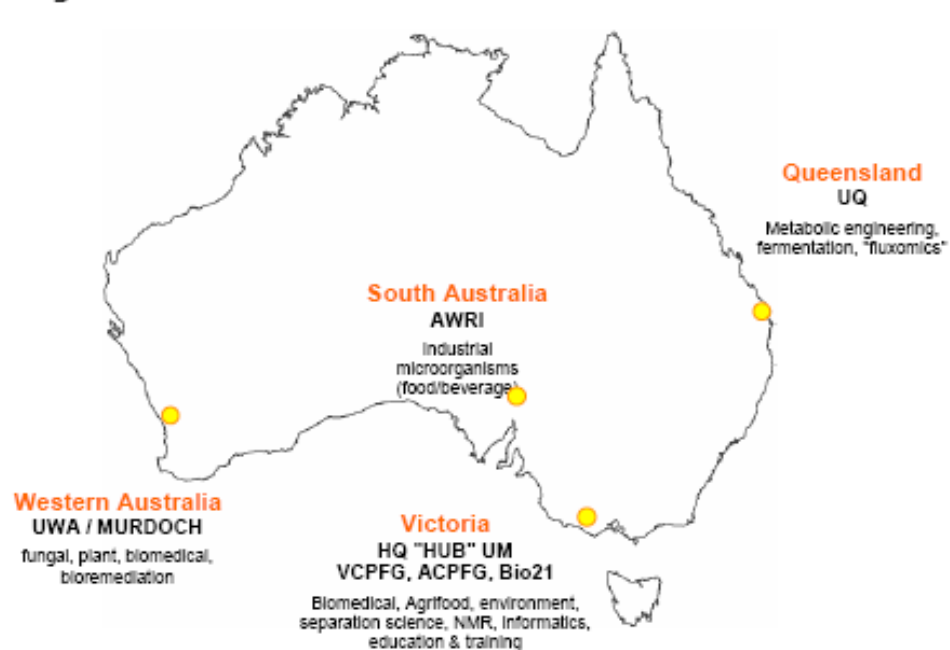 Queensland
UQ
Metabolic engineering,
fermentation, "fluxomics"
South Australia
AWRI
Industrial
microorganisms
(food/beverage)
Western Australia
UWA / MURDOCH
fungal, plant, biomedical,
bioremediation
Victoria
HQ "HUB" UM
VCPFG, ACPFG, Bio21
Biomedical, Agrifood, environment,
separation science, NMR, Informatics,
education & training